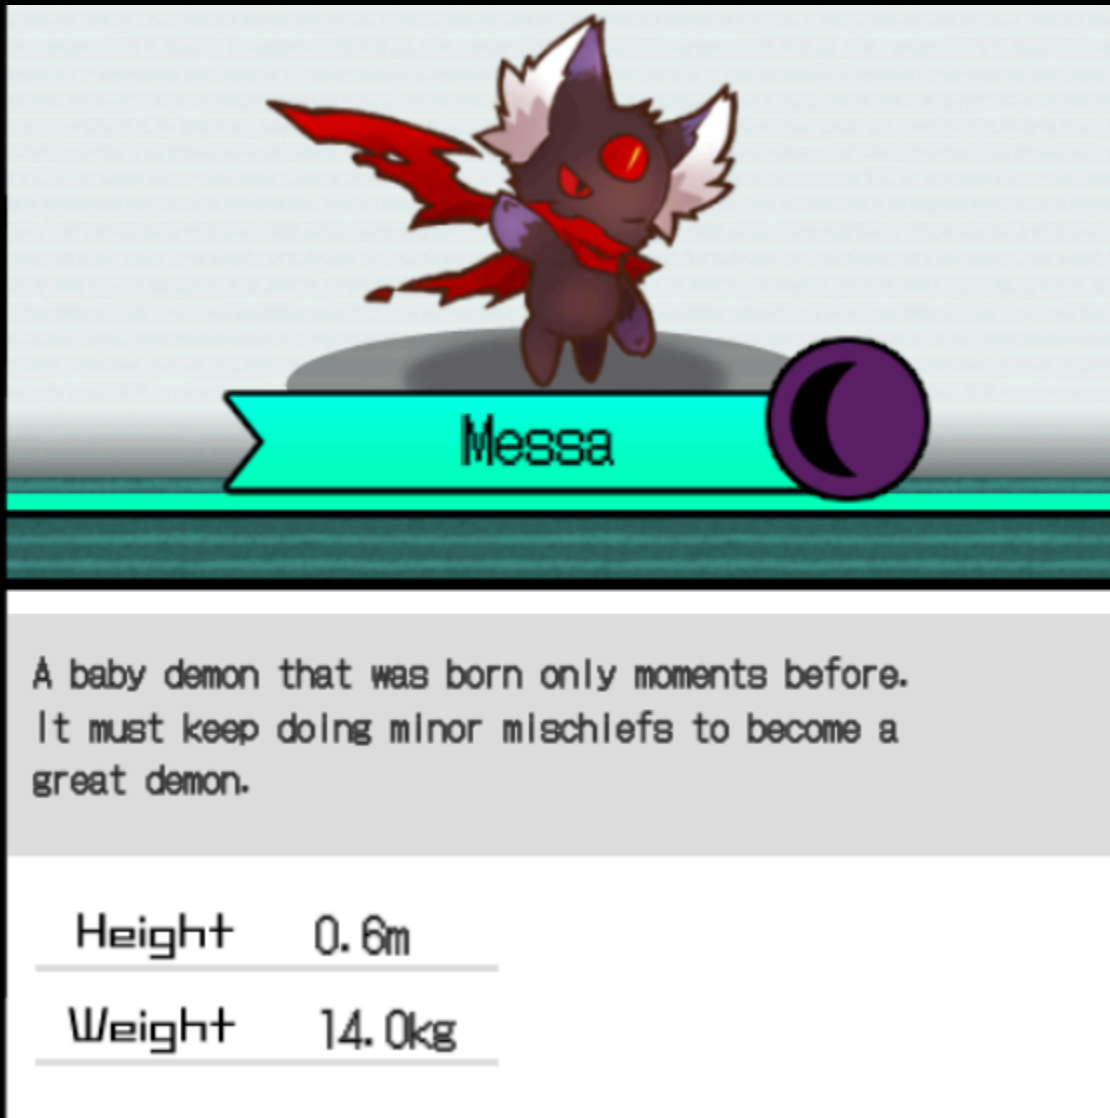 Messa
A baby demon that was born only moments before.
It must keep doing minor mischiefs to become a
great demon.
Height 0.6m
Weight 14.0kg